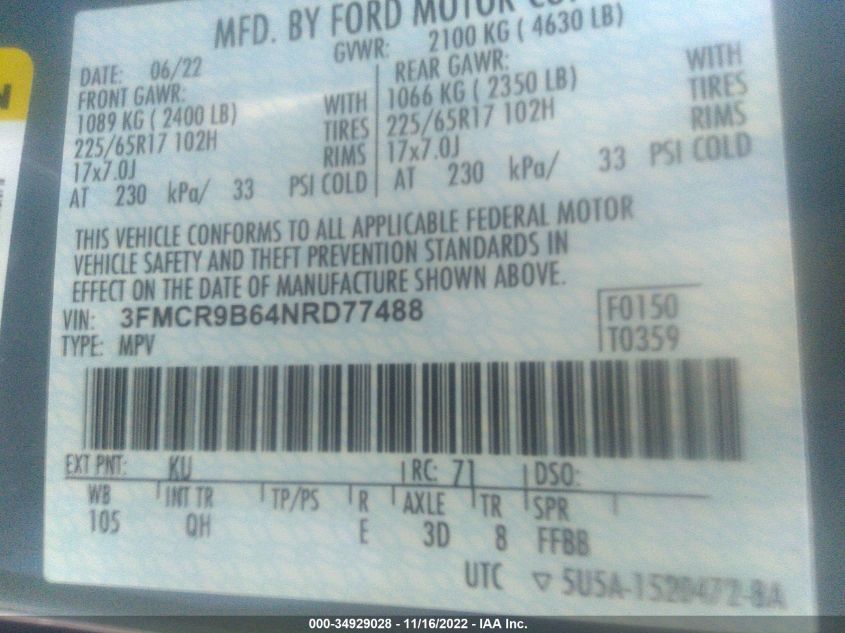 MFD. BY FORD MOTOR CO.
GVWR: 2100 KG ( 4630 LB)
DATE: 06/22
FRONT GAWR:
1089 KG ( 2400 LB) WITH
225/65R17 102H TIRES
17x7.0J RIMS
AT 230 kPa/ 33 PSI COLD
REAR GAWR: WITH
1066 KG ( 2350 LB) TIRES
225/65R17 102H RIMS
17x7.0J
AT 230 kPa/ 33 PSI COLD
THIS VEHICLE CONFORMS TO ALL APPLICABLE FEDERAL MOTOR
VEHICLE SAFETY AND THEFT PREVENTION STANDARDS IN
EFFECT ON THE DATE OF MANUFACTURE SHOWN ABOVE.
VIN: 3FMCR9B64NRD77488
TYPE: MPV
F0150
T0359
EXT PNT: KU RC: 71 DSO:
WB INT TR TP/PS R AXLE TR SPR
105 QH E 3D 8 FFBB
UTC ▽ 5U5A-1520472-BA
000-34929028 - 11/16/2022 - IAA Inc.